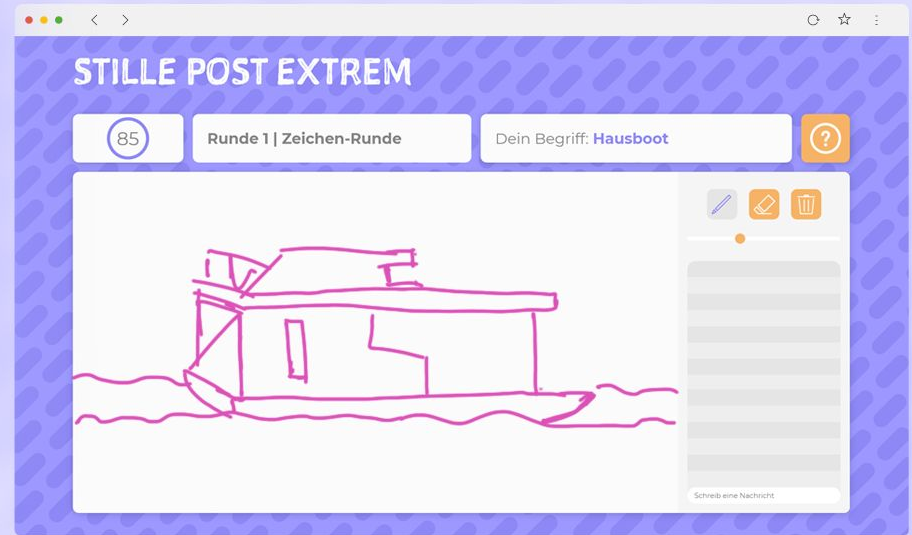 STILLE POST EXTREM
85
Runde 1 | Zeichen-Runde
Dein Begriff: Hausboot
?
Schreib eine Nachricht